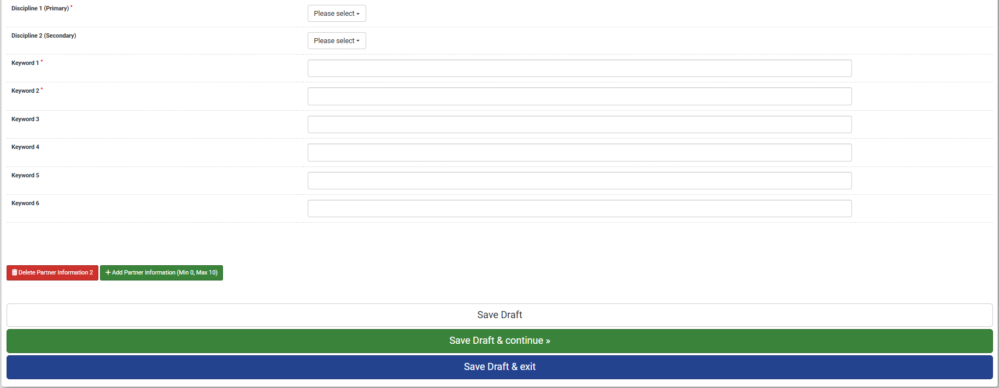 Discipline 1 (Primary) *
Please select
Discipline 2 (Secondary)
Please select
Keyword 1 *
Keyword 2 *
Keyword 3
Keyword 4
Keyword 5
Keyword 6
Delete Partner Information 2
+ Add Partner Information (Min 0, Max 10)
Save Draft
Save Draft & continue »
Save Draft & exit